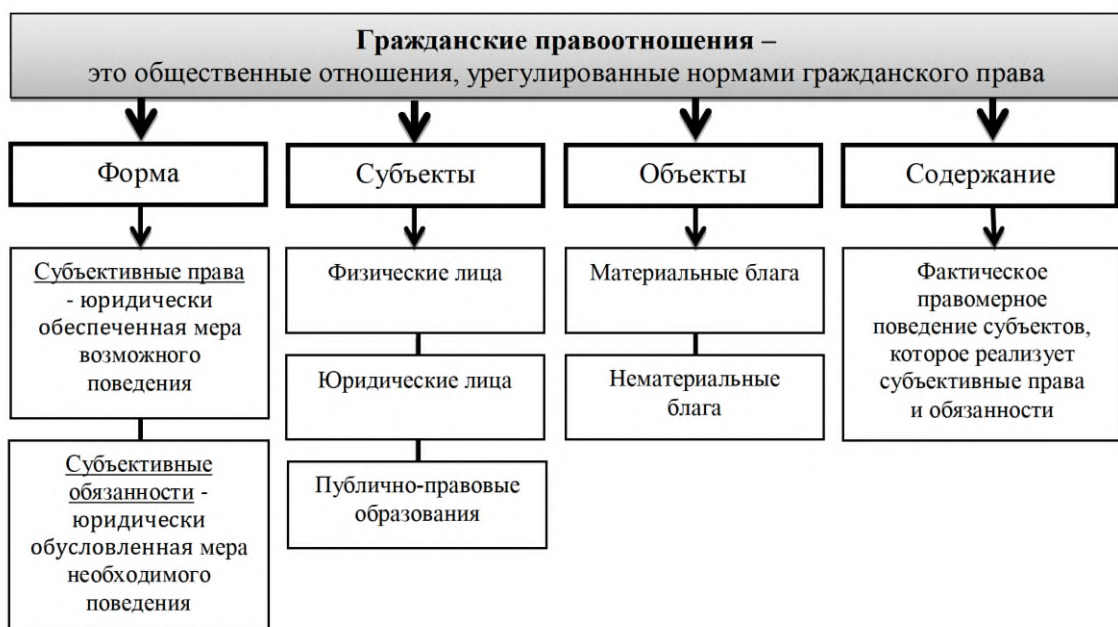 Гражданские правоотношения –
это общественные отношения, урегулированные нормами гражданского права
Форма
Субъективные права
- юридически
обеспеченная мера
возможного
поведения
Субъективные
обязанности -
юридически
обусловленная мера
необходимого
поведения
Субъекты
Физические лица
Юридические лица
Публично-правовые
образования
Объекты
Материальные блага
Нематериальные
блага
Содержание
Фактическое
правомерное
поведение субъектов,
которое реализует
субъективные права
и обязанности